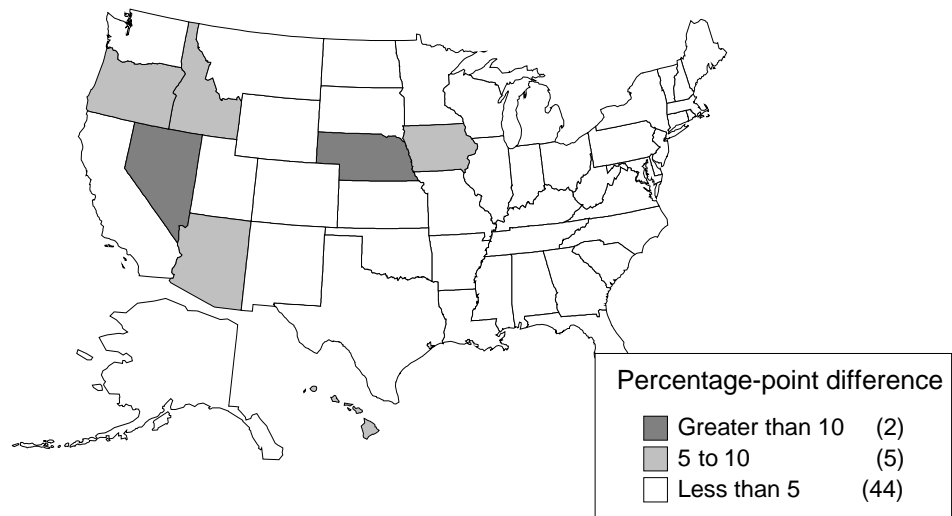 Percentage-point difference
Greater than 10 (2)
5 to 10 (5)
Less than 5 (44)